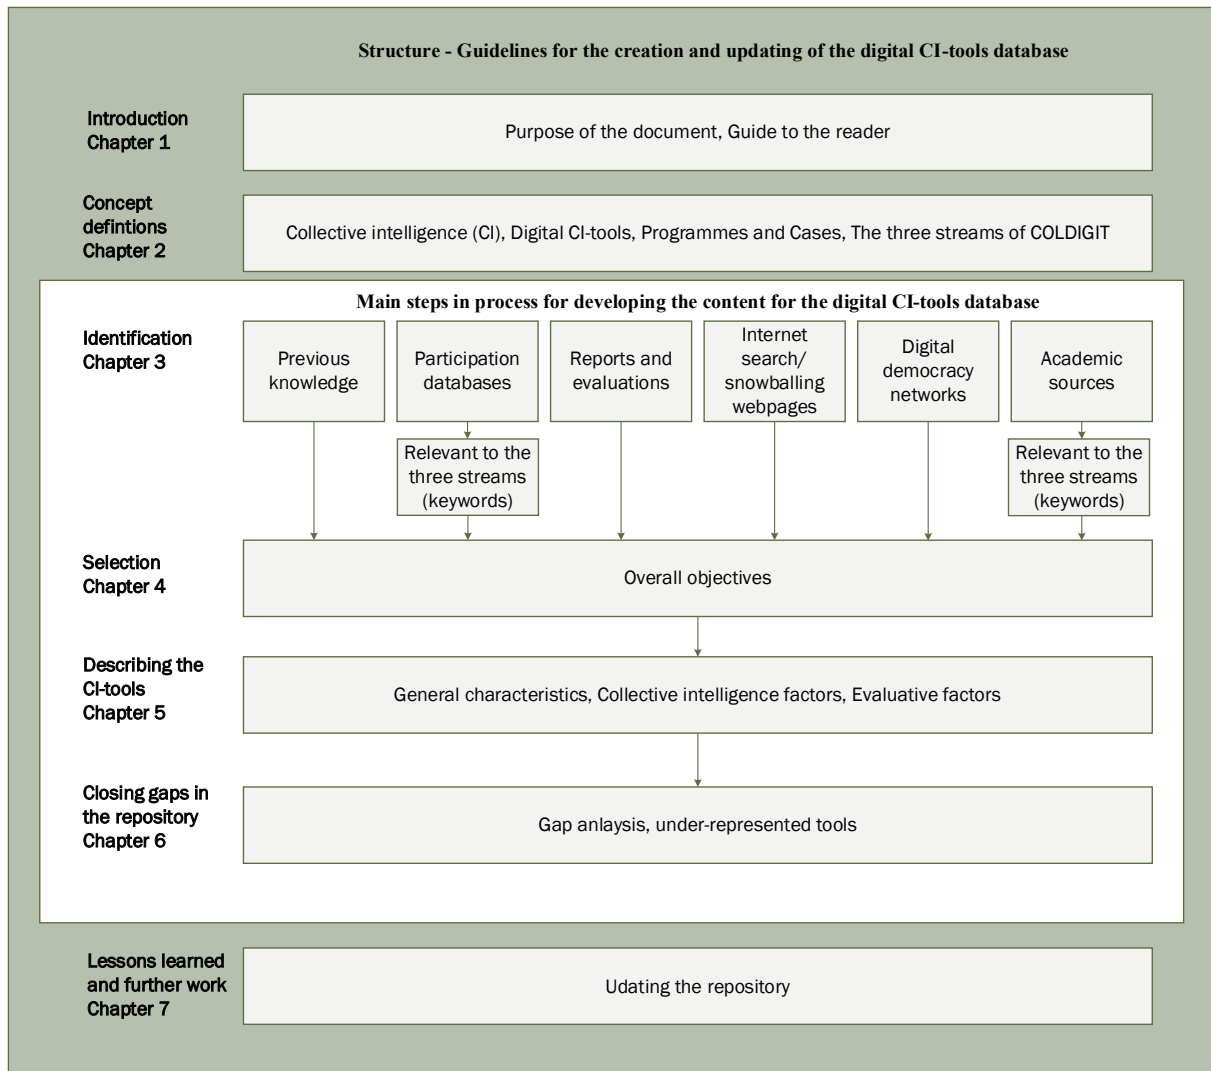 Structure - Guidelines for the creation and updating of the digital CI-tools database
Introduction
Chapter 1
Purpose of the document, Guide to the reader
Concept
defintions
Chapter 2
Collective intelligence (CI), Digital CI-tools, Programmes and Cases, The three streams of COLDIGIT
Main steps in process for developing the content for the digital CI-tools database
Identification
Chapter 3
Previous
knowledge
Participation
databases
Reports and
evaluations
Internet
search/
snowballing
webpages
Digital
democracy
networks
Academic
sources
Relevant to the
three streams
(keywords)
Relevant to the
three streams
(keywords)
Selection
Chapter 4
Overall objectives
Describing the
CI-tools
Chapter 5
General characteristics, Collective intelligence factors, Evaluative factors
Closing gaps in
the repository
Chapter 6
Gap anlaysis, under-represented tools
Lessons learned
and further work
Chapter 7
Udating the repository